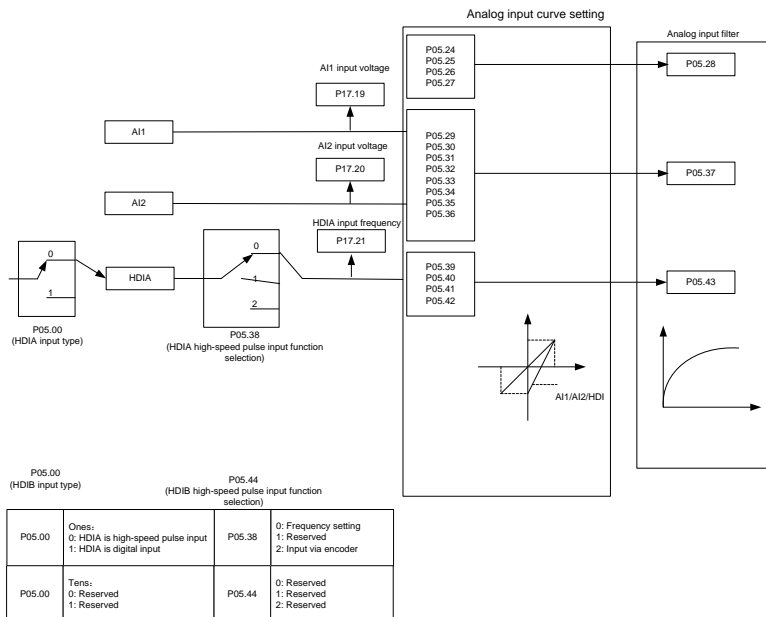 Analog input curve setting
Analog input filter
P05.24
P05.25
P05.26
P05.27
P05.28
AI1 input voltage
P17.19
AI1
P05.29
P05.30
P05.31
P05.32
P05.33
P05.34
P05.35
P05.36
P05.37
AI2 input voltage
P17.20
AI2
HDIA input frequency
P17.21
0
1
HDIA
0
1
2
P05.39
P05.40
P05.41
P05.42
P05.43
P05.00
(HDIA input type)
P05.38
(HDIA high-speed pulse input function
selection)
AI1/AI2/HDI
P05.00
(HDIB input type)
P05.44
(HDIB high-speed pulse input function
selection)
P05.00
Ones:
0: HDIA is high-speed pulse input
1: HDIA is digital input
P05.38
0: Frequency setting
1: Reserved
2: Input via encoder
P05.00
Tens:
0: Reserved
1: Reserved
P05.44
0: Reserved
1: Reserved
2: Reserved